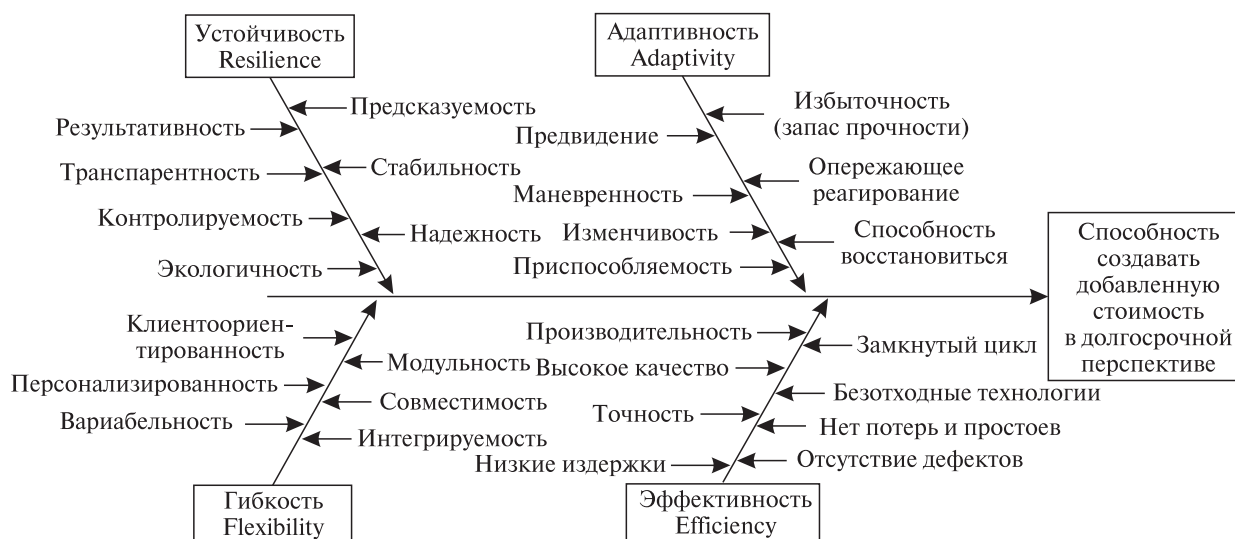 Устойчивость
Resilience
Предсказуемость
Результативность
Стабильность
Транспарентность
Контролируемость
Надежность
Экологичность
Адаптивность
Adaptivity
Избыточность
(запас прочности)
Предвидение
Опережающее
реагирование
Маневренность
Изменчивость
Способность
восстановиться
Приспособляемость
Способность
создавать
добавленную
стоимость
в долгосрочной
перспективе
Клиентоориен-
тированность
Модульность
Персонализированность
Совместимость
Вариабельность
Интегрируемость
Гибкость
Flexibility
Производительность
Замкнутый цикл
Высокое качество
Безотходные технологии
Точность
Нет потерь и простоев
Низкие издержки
Отсутствие дефектов
Эффективность
Efficiency